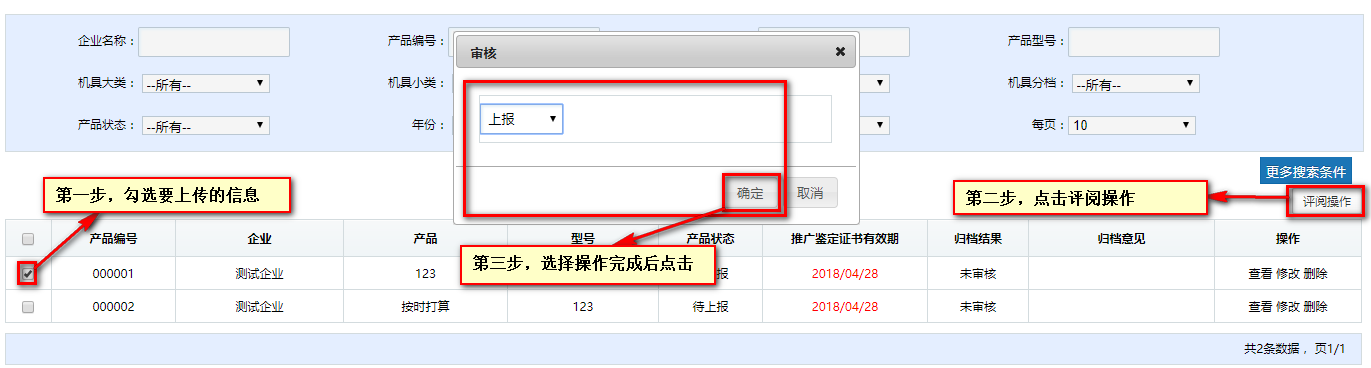 企业名称： 产品编号： 产品型号：
审核
机具大类： --所有-- 机具小类： 机具分档： --所有--
上报
产品状态： --所有-- 年份： 每页： 10
更多搜索条件
第一步，勾选要上传的信息 确定 取消 第二步，点击评阅操作 评阅操作
产品编号 企业 产品 型号 产品状态 推广鉴定证书有效期 归档结果 归档意见 操作
第三步，选择操作完成后点击
000001 测试企业 123 报 2018/04/28 未审核 查看 修改 删除
000002 测试企业 按时打算 123 待上报 2018/04/28 未审核 查看 修改 删除
共2条数据 ，页1/1